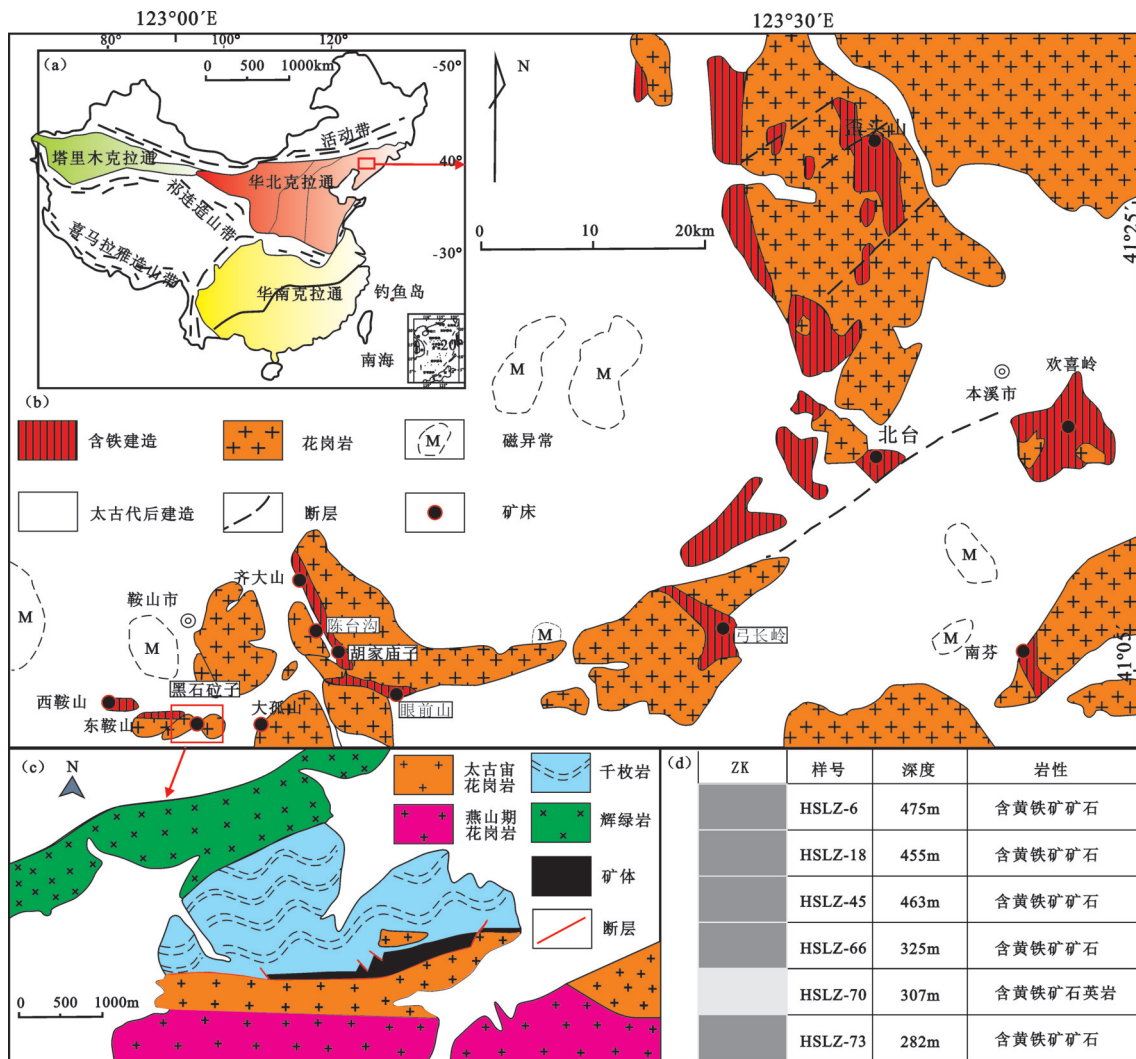 123°00′E
123°30′E
80°
100°
120°
(a)
0 500 1000km
-50°
活动带
塔里木克拉通
华北克拉通
40°
祁连造山带
喜马拉雅造山带
-30°
华南克拉通
钓鱼岛
-20°
南海
N
0 10 20km
歪头山
41°25′
M
M
欢喜岭
本溪市
北台
(b)
含铁建造
花岗岩
M
磁异常
太古代后建造
断层
矿床
M
齐大山
鞍山市
陈台沟
M
胡家庙子
M
弓长岭
M
M
南芬
41°05′
黑石砬子
西鞍山
东鞍山
大孤山
眼前山
(c)
N
太古宙
花岗岩
千枚岩
燕山期
花岗岩
辉绿岩
矿体
断层
0 500 1000m
(d)
ZK 样号 深度 岩性
HSLZ-6 475m 含黄铁矿矿石
HSLZ-18 455m 含黄铁矿矿石
HSLZ-45 463m 含黄铁矿矿石
HSLZ-66 325m 含黄铁矿矿石
HSLZ-70 307m 含黄铁矿石英岩
HSLZ-73 282m 含黄铁矿矿石